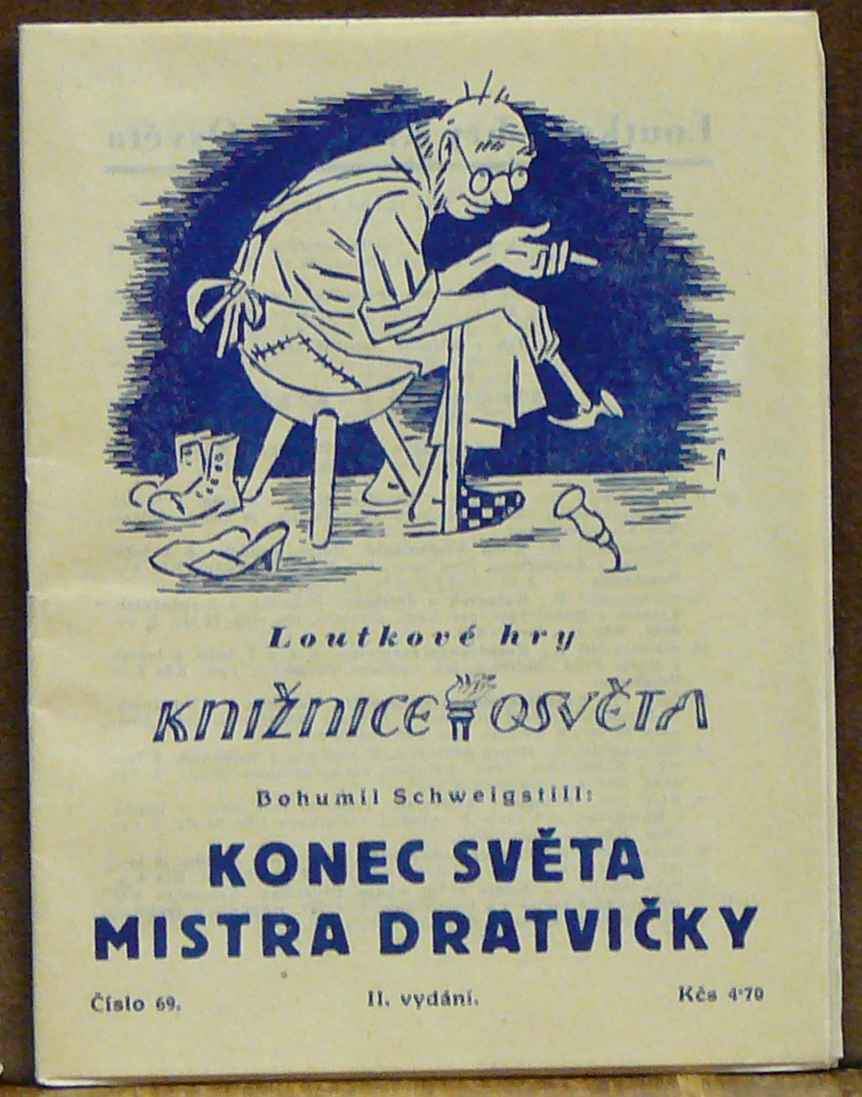 Loutkové hry
KNIŽNICE OSVĚTA
Bohumil Schweigstill:
KONEC SVĚTA
MISTRA DRATVIČKY
Číslo 69.
II. vydání.
Kčs 4·70